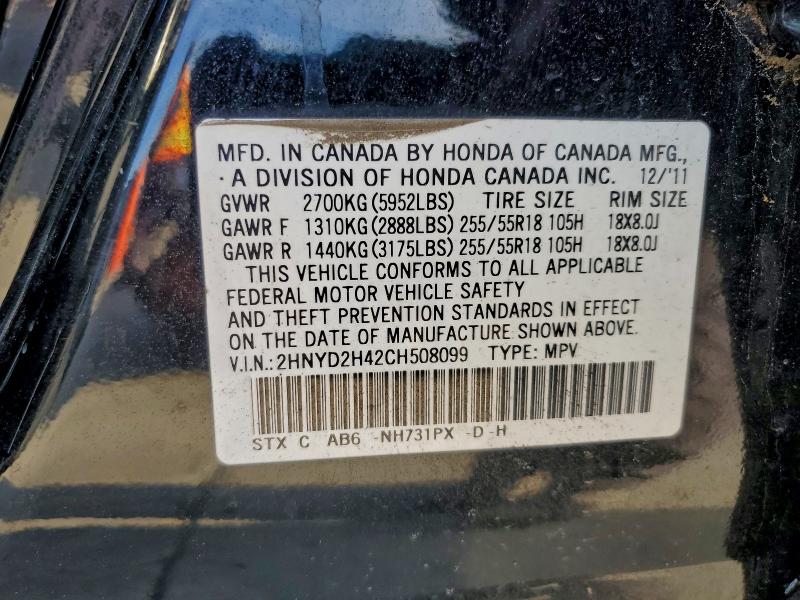 MFD. IN CANADA BY HONDA OF CANADA MFG.,
A DIVISION OF HONDA CANADA INC. 12/'11
GVWR 2700KG(5952LBS) TIRE SIZE RIM SIZE
GAWR F 1310KG(2888LBS) 255/55R18 105H 18X8.0J
GAWR R 1440KG(3175LBS) 255/55R18 105H 18X8.0J
THIS VEHICLE CONFORMS TO ALL APPLICABLE
FEDERAL MOTOR VEHICLE SAFETY
AND THEFT PREVENTION STANDARDS IN EFFECT
ON THE DATE OF MANUFACTURE SHOWN ABOVE.
V.I.N.: 2HNYD2H42CH508099 TYPE: MPV
STX C AB6 -NH731PX -D -H